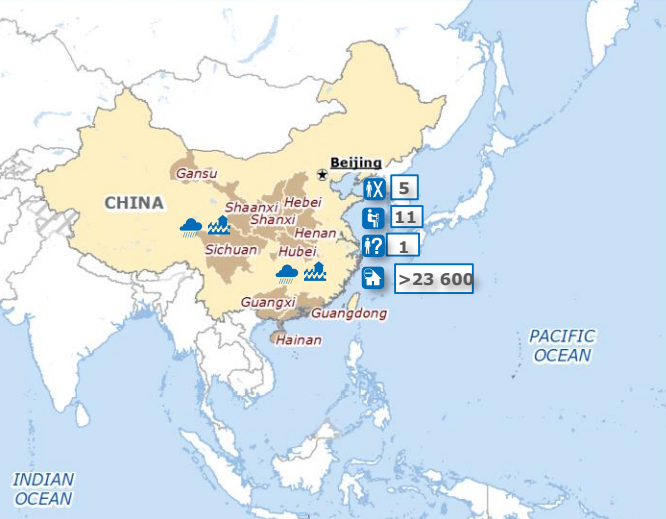 Beijing
Gansu
5
CHINA
Shaanxi
Hebei
Shanxi
11
Henan
Sichuan
Hubei
1
>23 600
Guangxi
Guangdong
Hainan
PACIFIC
OCEAN
INDIAN
OCEAN